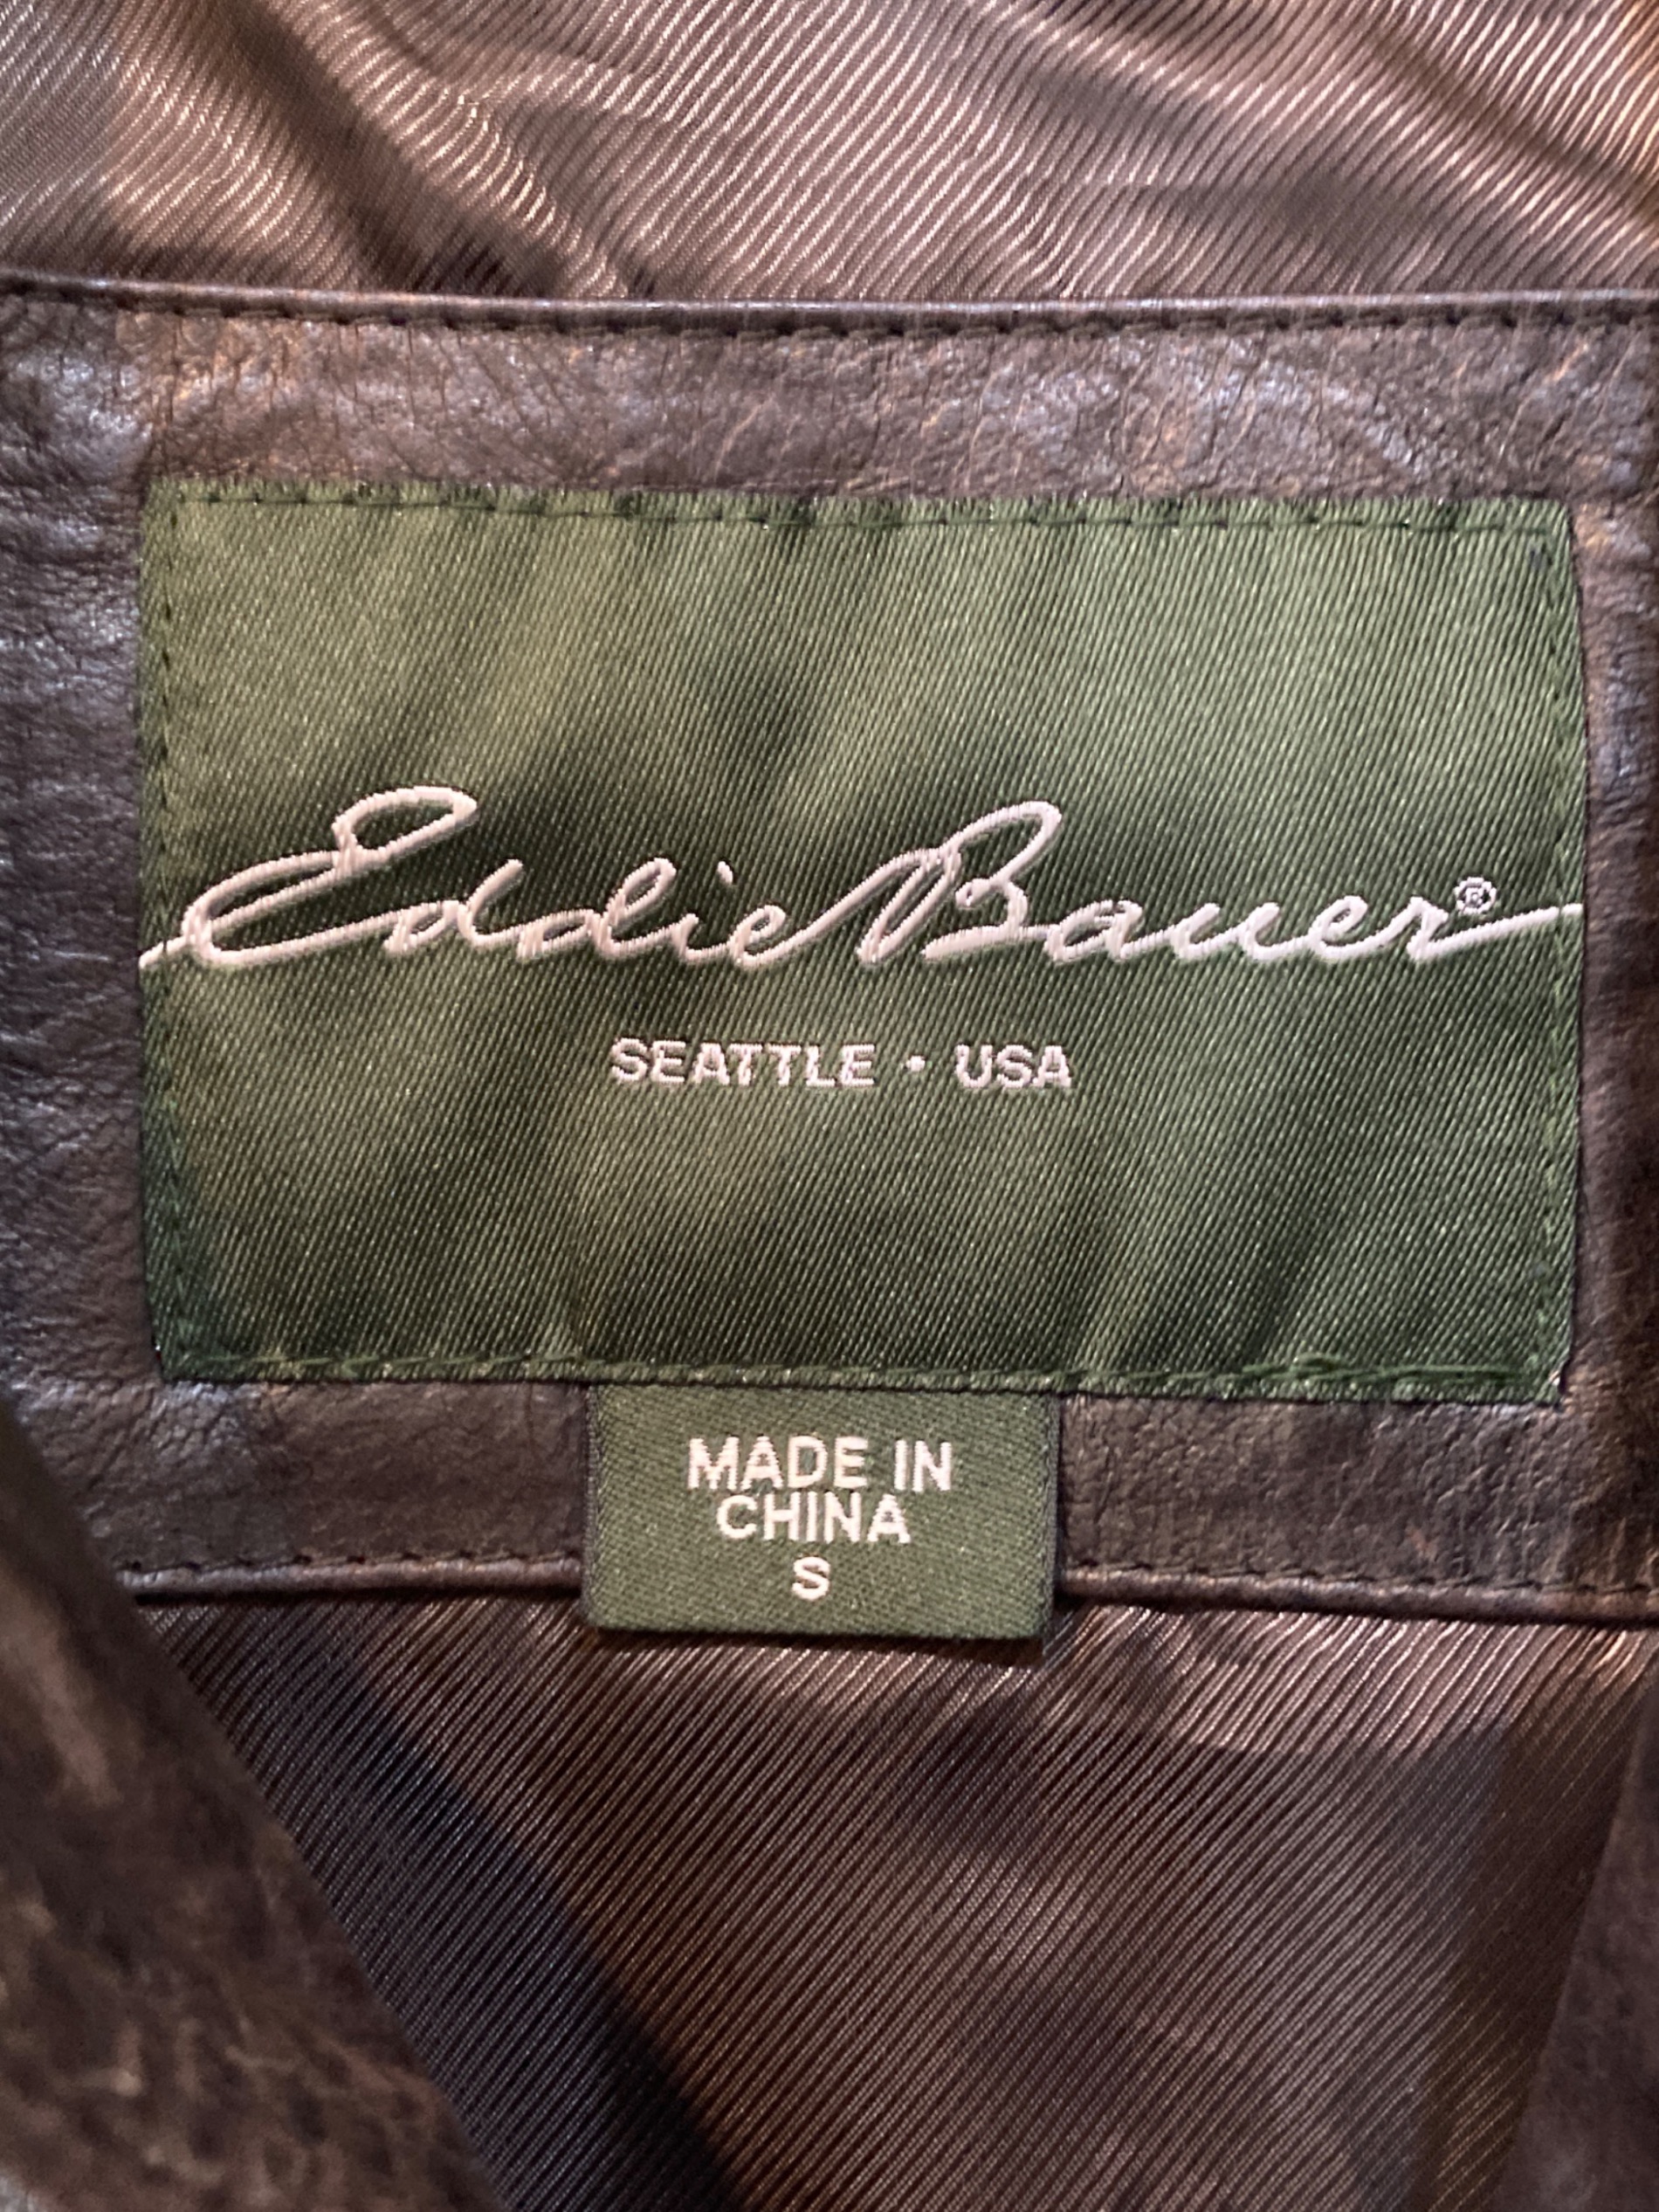 Eddie Bauer®
SEATTLE • USA
MADE IN
CHINA
S